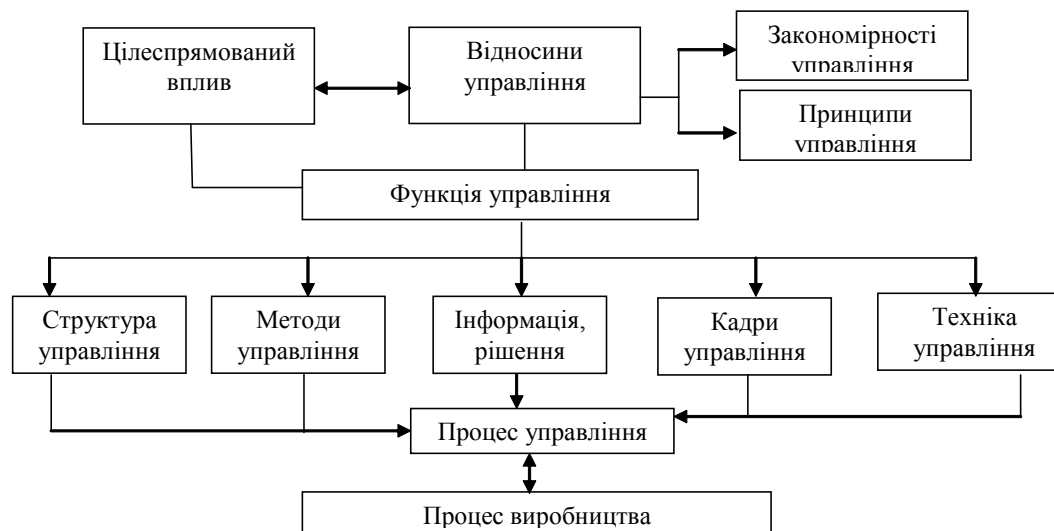 Цілеспрямований
вплив
Відносини
управління
Закономірності
управління
Принципи
управління
Функція управління
Структура
управління
Методи
управління
Інформація,
рішення
Кадри
управління
Техніка
управління
Процес управління
Процес виробництва